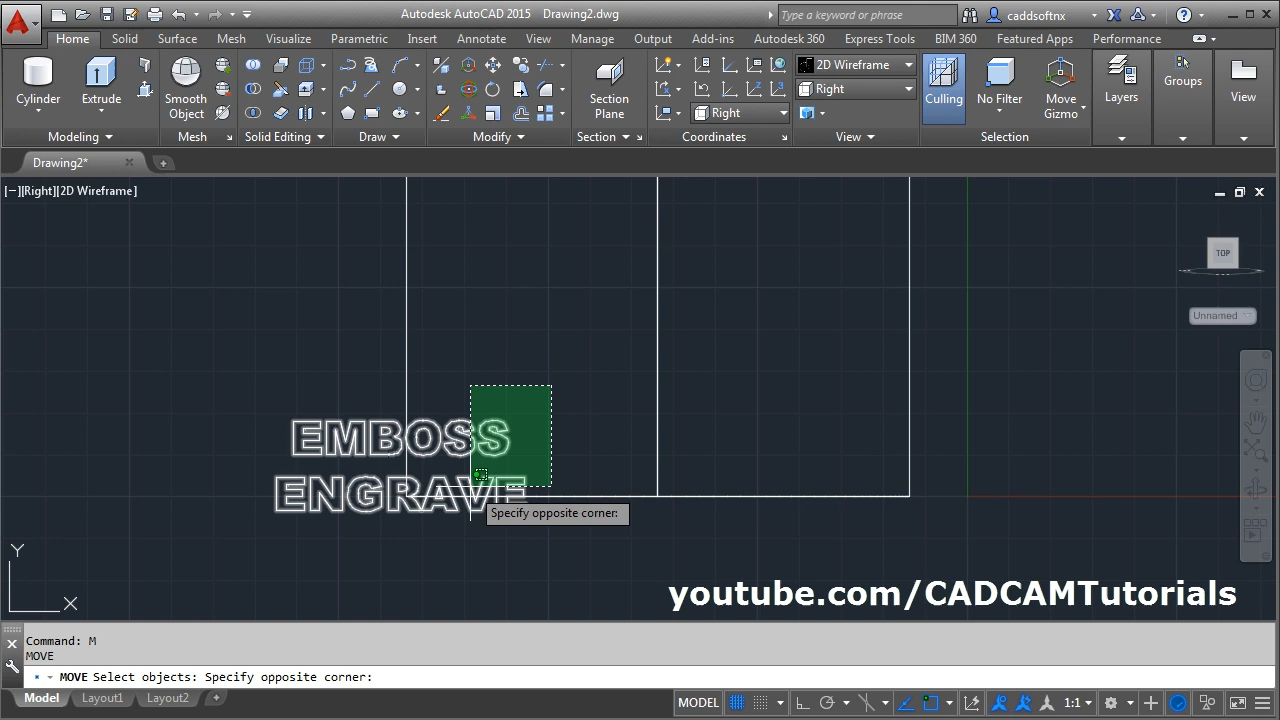 Autodesk AutoCAD 2015 Drawing2.dwg
Type a keyword or phrase
caddsoftnx
Home Solid Surface Mesh Visualize Parametric Insert Annotate View Manage Output Add-ins Autodesk 360 Express Tools BIM 360 Featured Apps Performance
Cylinder
Extrude
Smooth
Object
Section
Plane
2D Wireframe
Right
Right
Culling
No Filter
Move
Gizmo
Layers
Groups
View
Modeling
Mesh
Solid Editing
Draw
Modify
Section
Coordinates
View
Selection
Drawing2*
[−][Right][2D Wireframe]
TOP
Unnamed
EMBOSS
ENGRAVE
Specify opposite corner:
Y
X
youtube.com/CADCAMTutorials
Command: M
MOVE
MOVE Select objects: Specify opposite corner:
Model Layout1 Layout2
MODEL
1:1